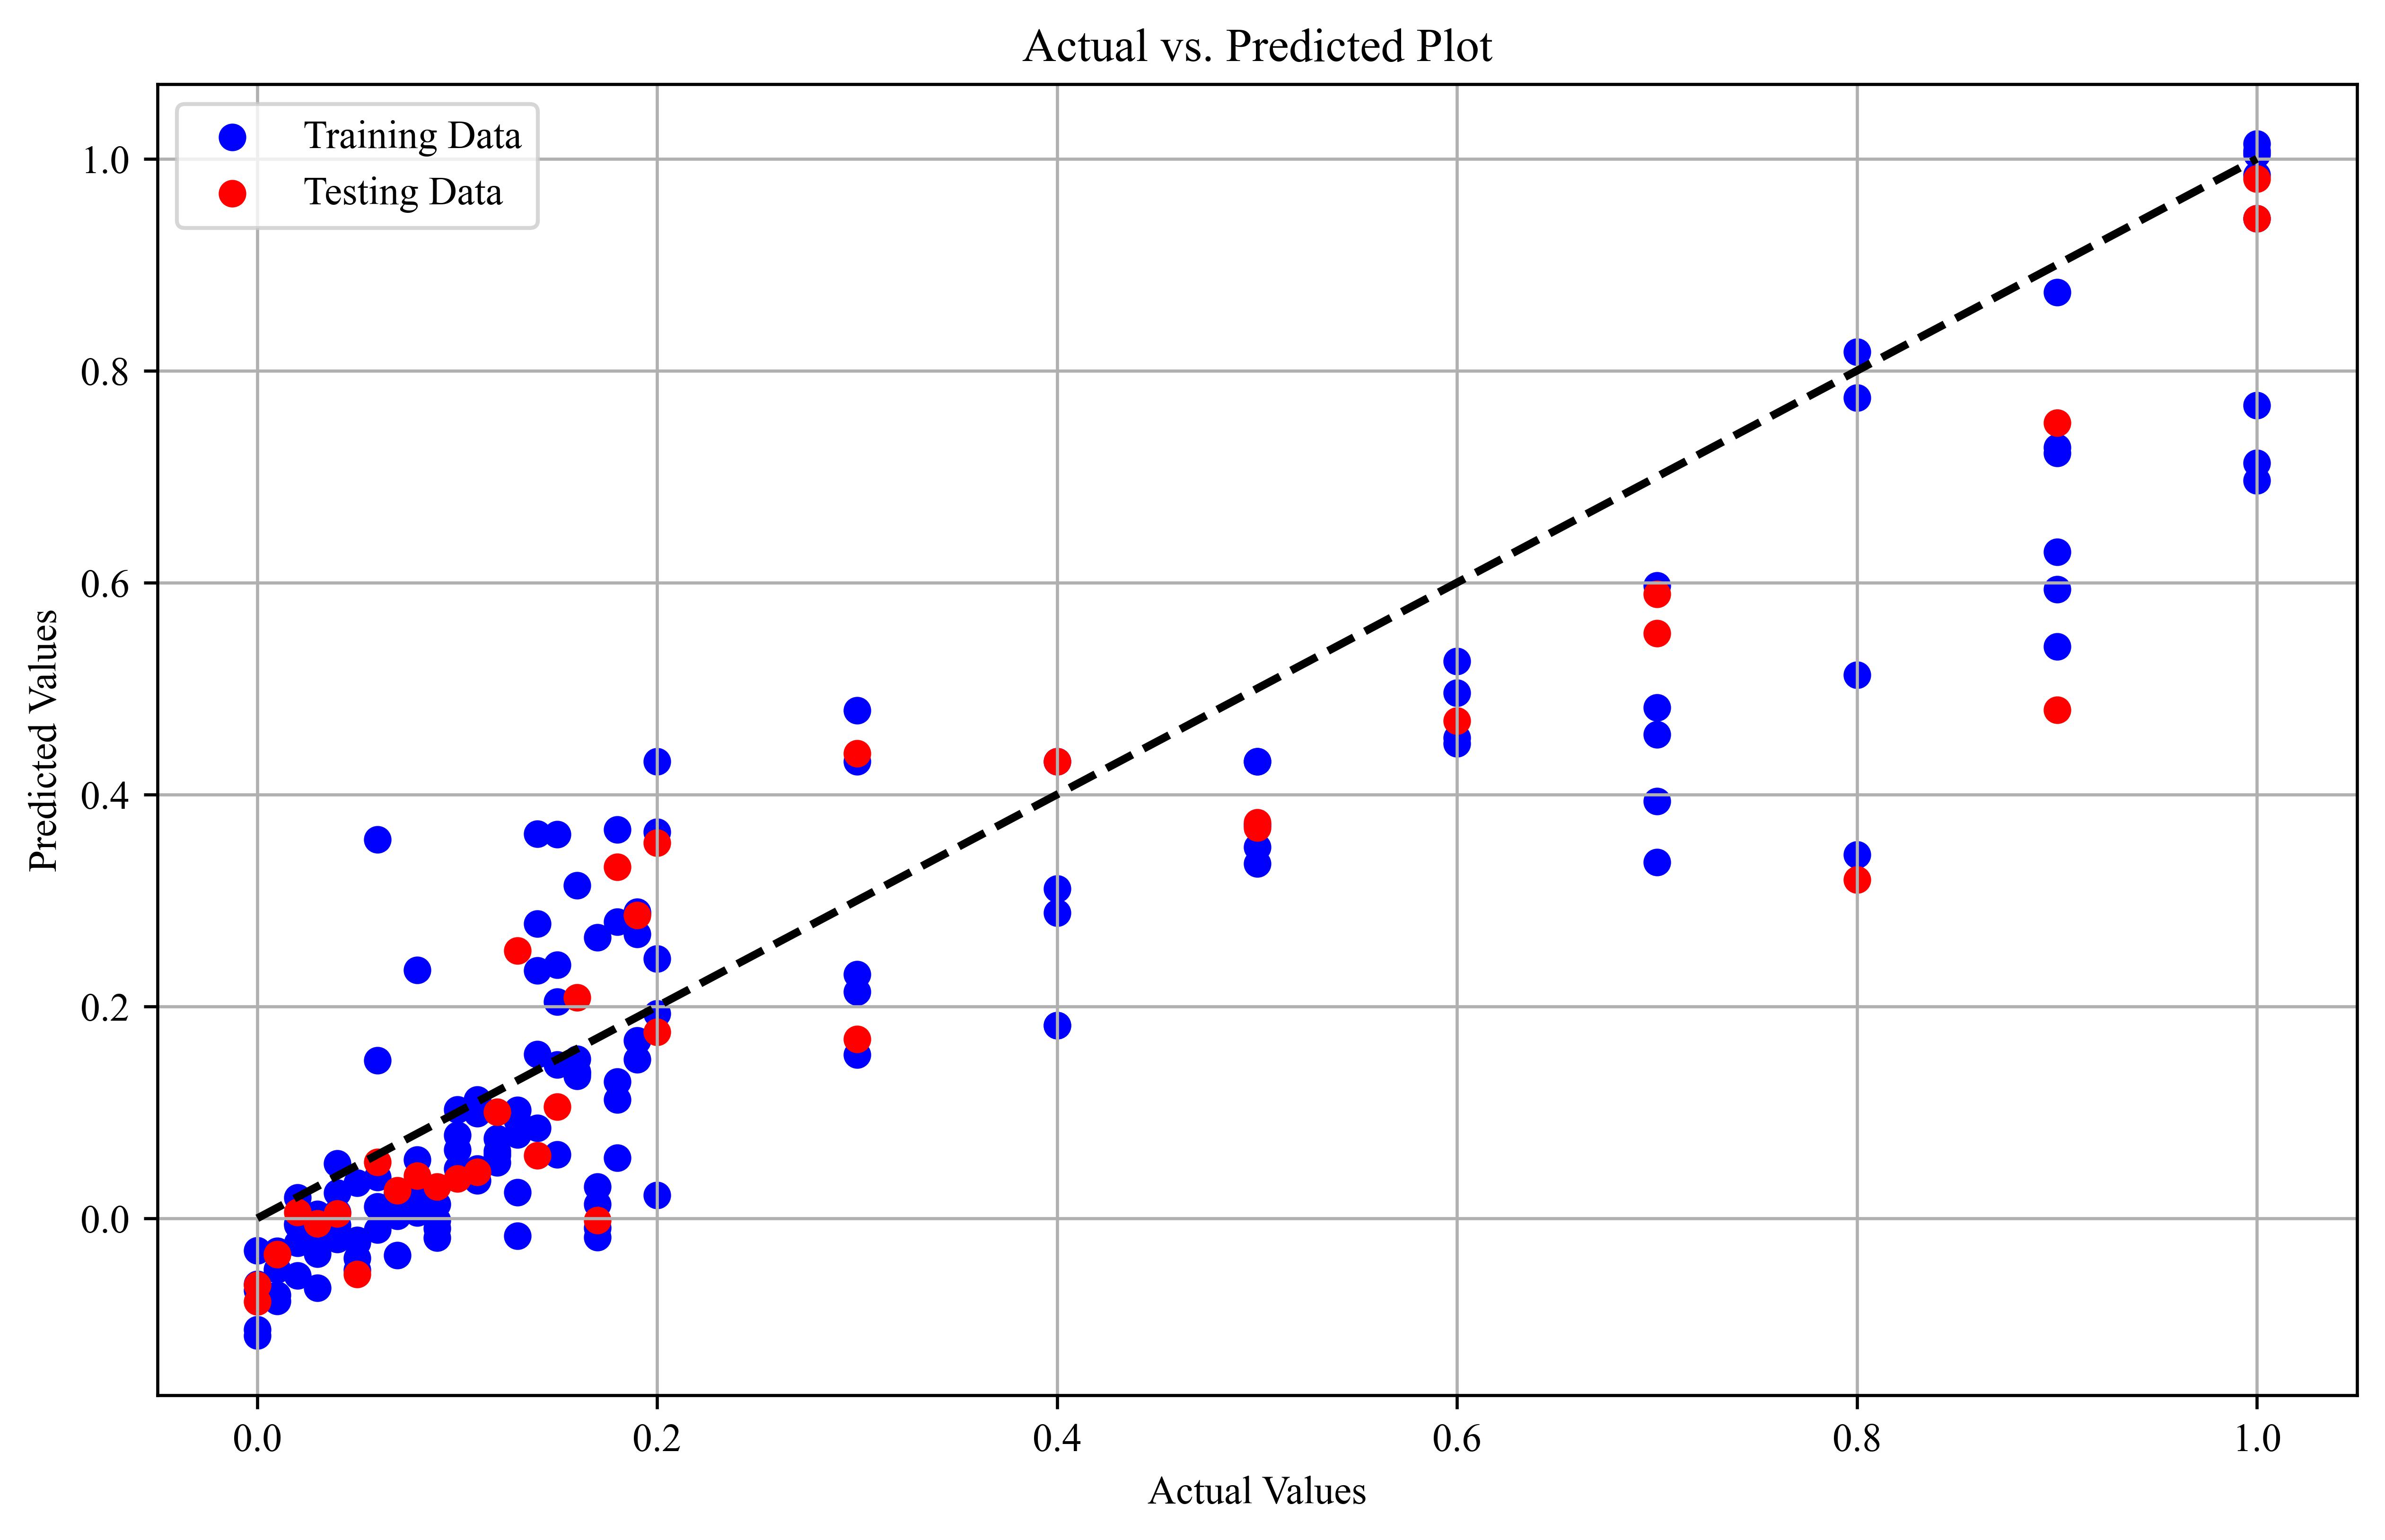 Actual vs. Predicted Plot
Training Data
Testing Data
1.0
0.8
0.6
0.4
0.2
0.0
Predicted Values
0.0 0.2 0.4 0.6 0.8 1.0
Actual Values